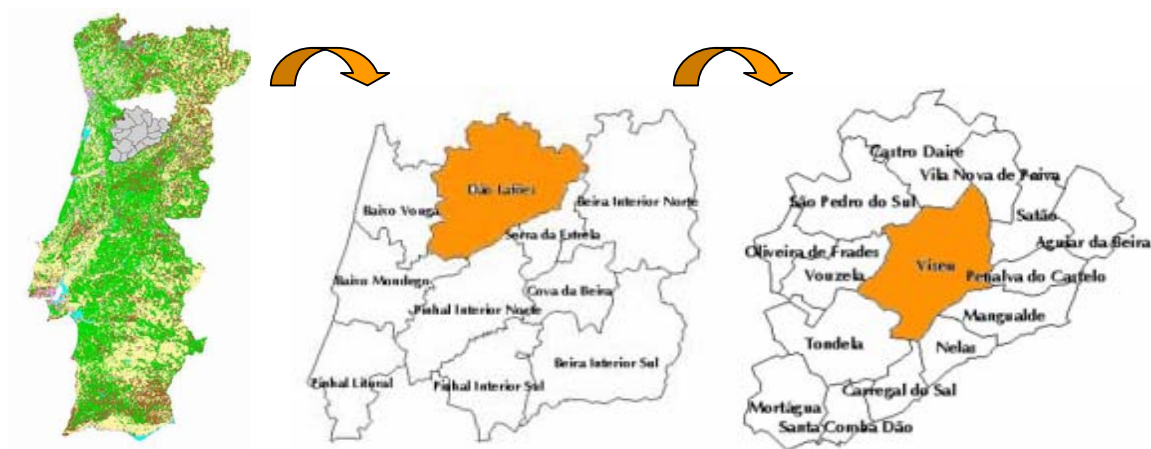 Dão Lafões
Baixo Vouga
Beira Interior Norte
Serra da Estrela
Baixo Mondego
Cova da Beira
Pinhal Interior Norte
Beira Interior Sul
Pinhal Litoral
Pinhal Interior Sul
Castro Daire
Vila Nova de Paiva
São Pedro do Sul
Satão
Aguiar da Beira
Oliveira de Frades
Viseu
Vouzela
Penalva do Castelo
Mangualde
Tondela
Nelas
Carregal do Sal
Mortágua
Santa Comba Dão